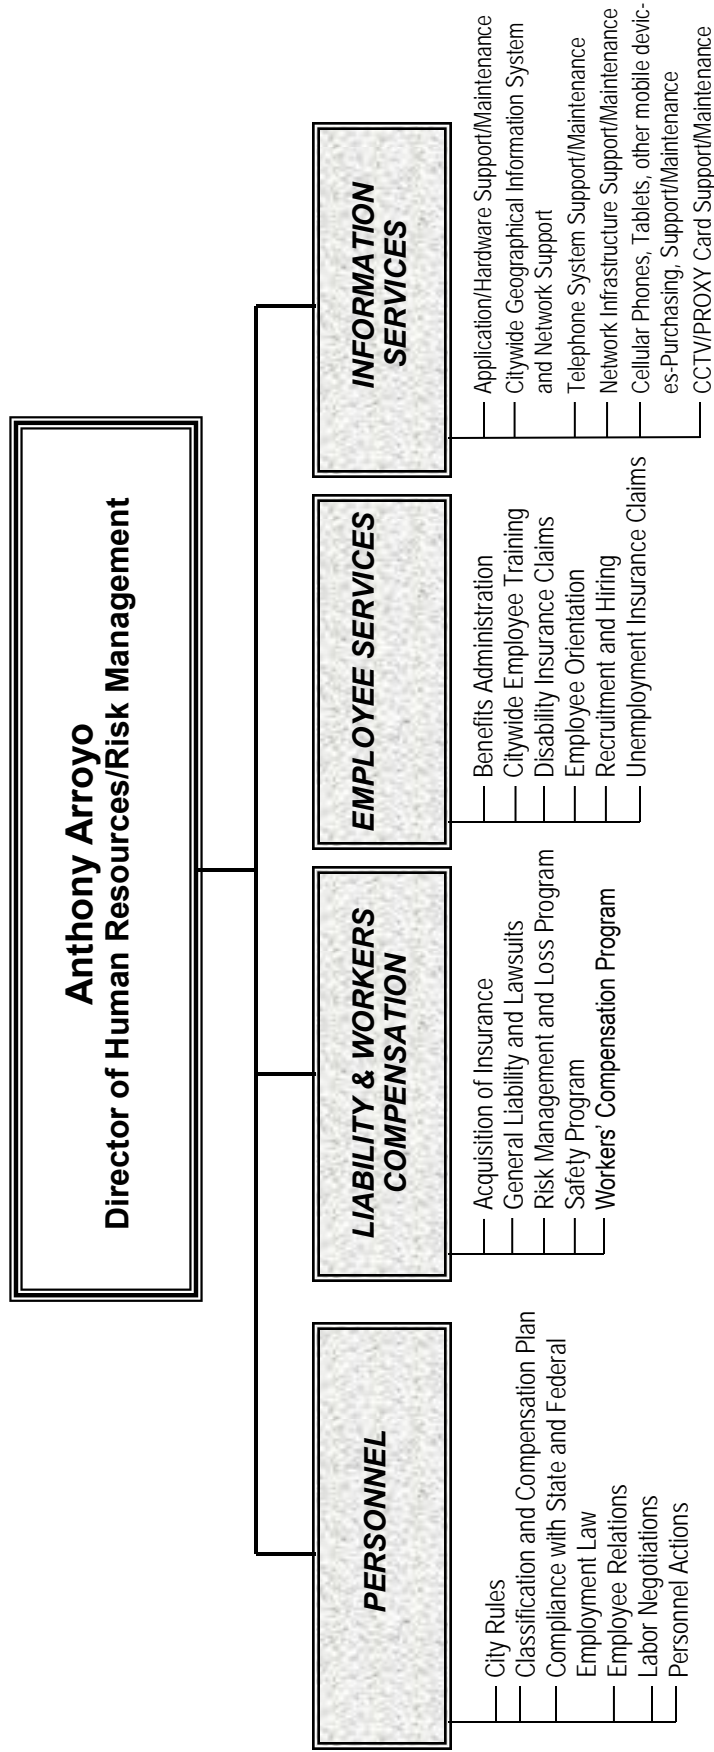 Anthony Arroyo
Director of Human Resources/Risk Management
PERSONNEL
City Rules
Classification and Compensation Plan
Compliance with State and Federal
Employment Law
Employee Relations
Labor Negotiations
Personnel Actions
LIABILITY & WORKERS
COMPENSATION
Acquisition of Insurance
General Liability and Lawsuits
Risk Management and Loss Program
Safety Program
Workers' Compensation Program
EMPLOYEE SERVICES
Benefits Administration
Citywide Employee Training
Disability Insurance Claims
Employee Orientation
Recruitment and Hiring
Unemployment Insurance Claims
INFORMATION
SERVICES
Application/Hardware Support/Maintenance
Citywide Geographical Information System
and Network Support
Telephone System Support/Maintenance
Network Infrastructure Support/Maintenance
Cellular Phones, Tablets, other mobile devic-
es-Purchasing, Support/Maintenance
CCTV/PROXY Card Support/Maintenance